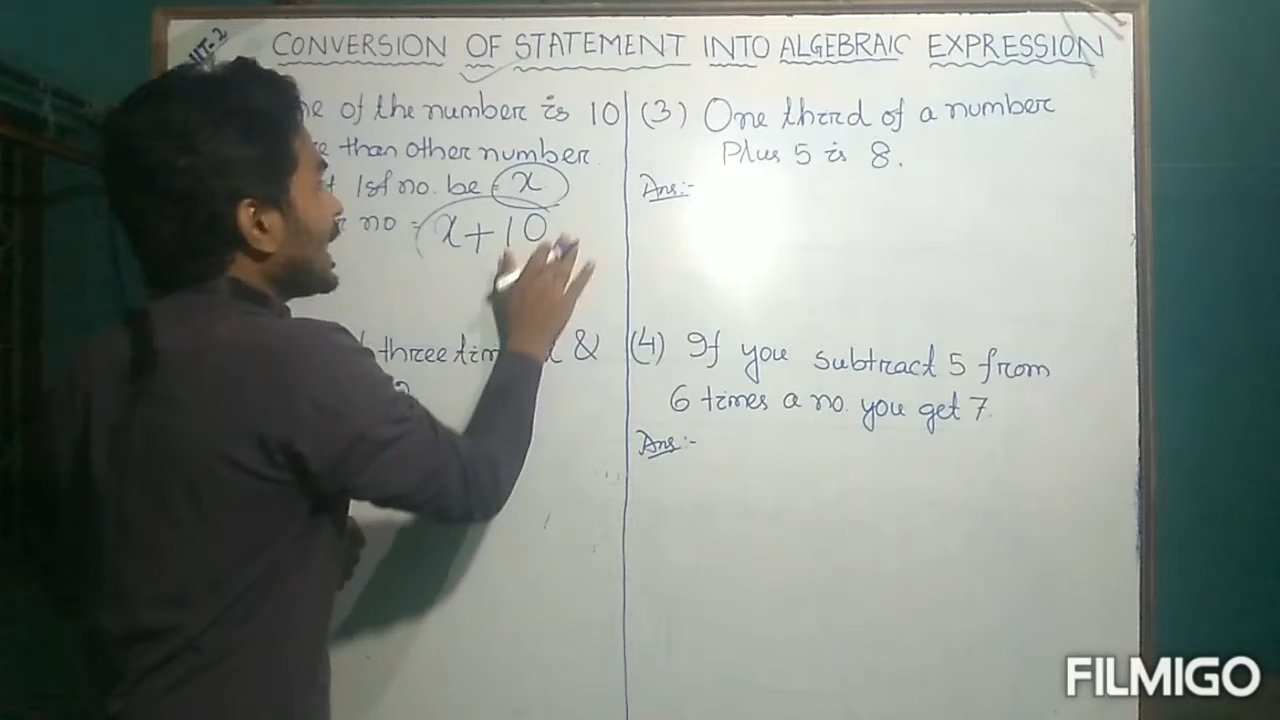 CONVERSION OF STATEMENT INTO ALGEBRAIC EXPRESSION
of the number is 10
than other number
1st no. be = x
no = x + 10
three &
(3) One third of a number
Plus 5 is 8.
Ans:-
(4) If you subtract 5 from
6 times a no. you get 7.
Ans:-
FILMIGO